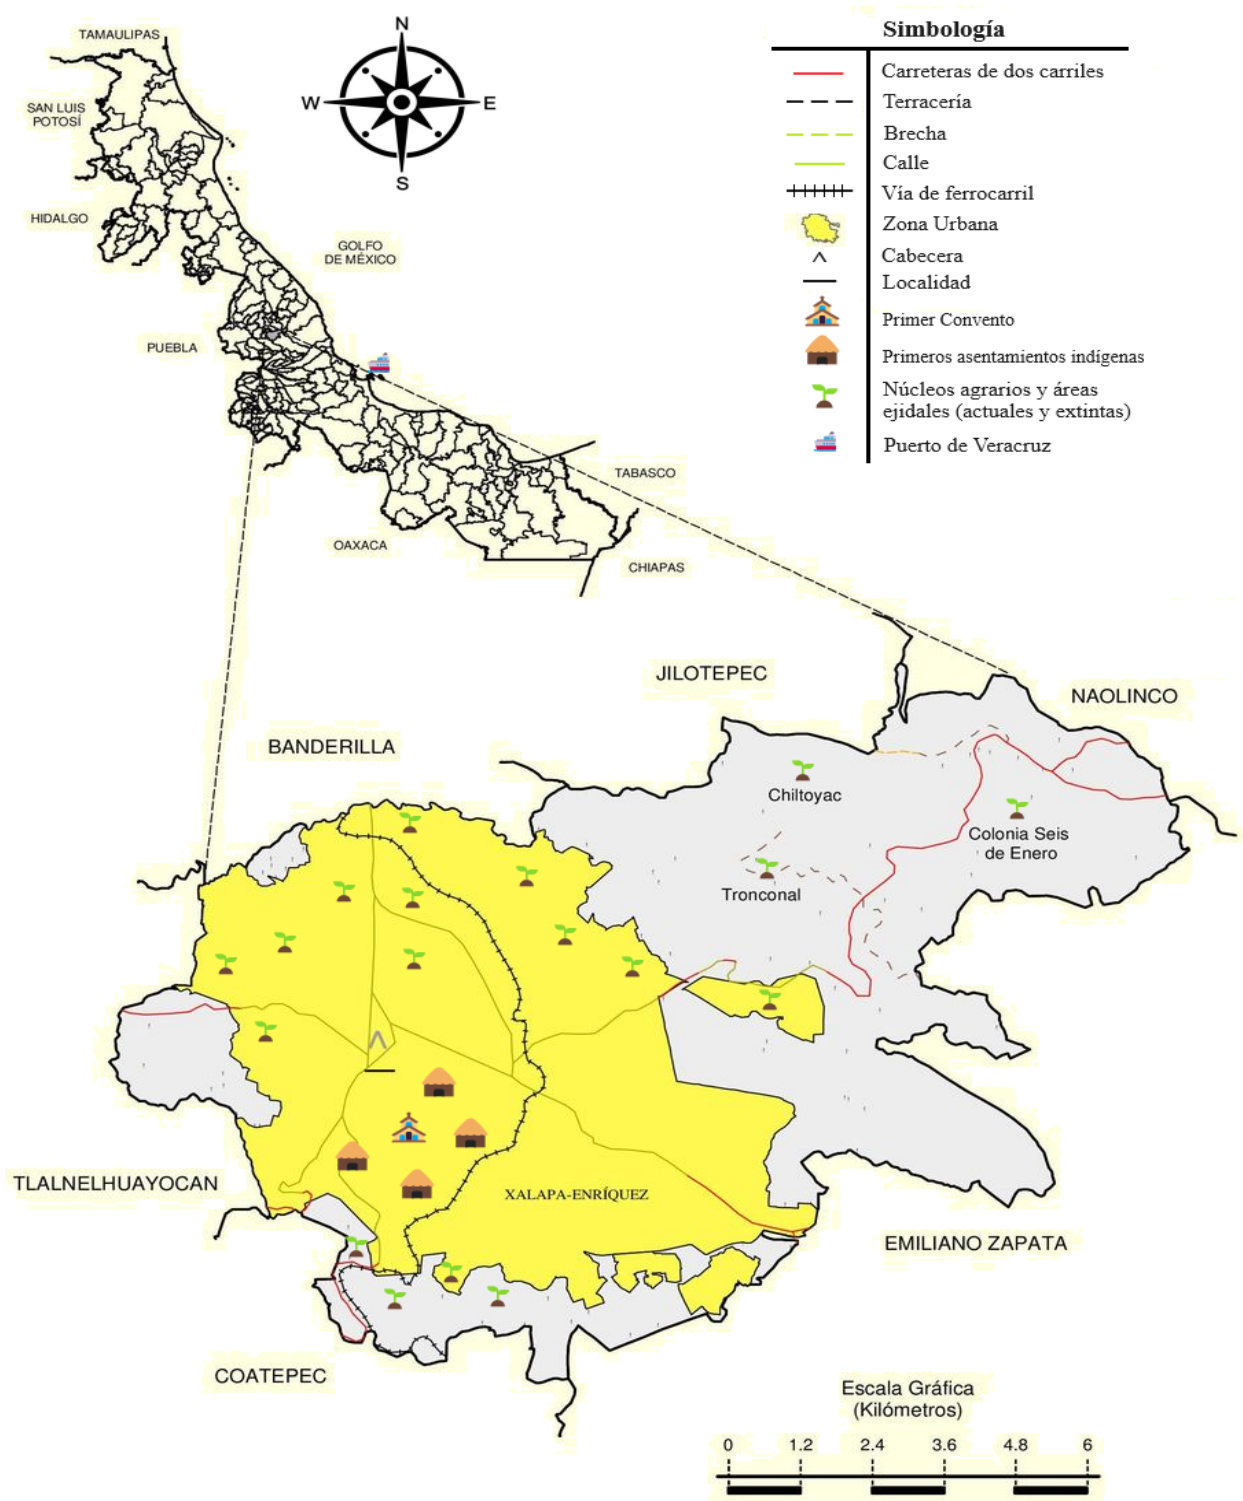 Simbología
Carreteras de dos carriles
Terracería
Brecha
Calle
Vía de ferrocarril
Zona Urbana
Cabecera
Localidad
Primer Convento
Primeros asentamientos indígenas
Núcleos agrarios y áreas
ejidales (actuales y extintas)
Puerto de Veracruz
N
W
E
S
TAMAULIPAS
SAN LUIS
POTOSÍ
HIDALGO
GOLFO
DE MÉXICO
PUEBLA
TABASCO
OAXACA
CHIAPAS
JILOTEPEC
NAOLINCO
BANDERILLA
Chiltoyac
Colonia Seis
de Enero
Tronconal
TLALNELHUAYOCAN
XALAPA-ENRÍQUEZ
EMILIANO ZAPATA
COATEPEC
Escala Gráfica
(Kilómetros)
0 1.2 2.4 3.6 4.8 6